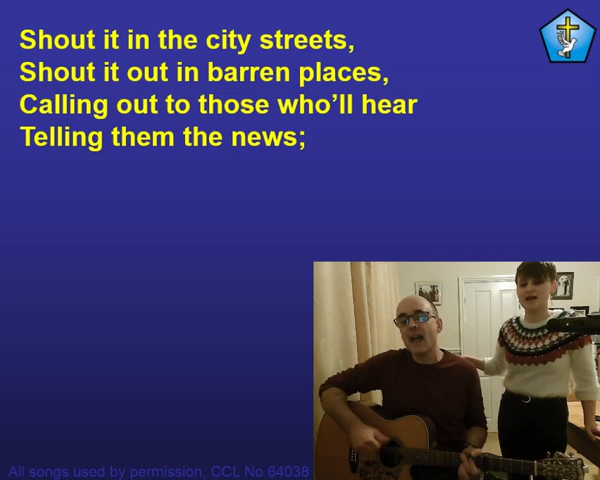 Shout it in the city streets,
Shout it out in barren places,
Calling out to those who’ll hear
Telling them the news;
All songs used by permission, CCL No 64038